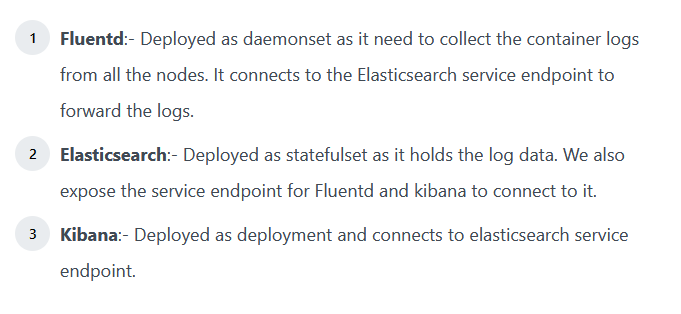 1 Fluentd:- Deployed as daemonset as it need to collect the container logs
from all the nodes. It connects to the Elasticsearch service endpoint to
forward the logs.
2 Elasticsearch:- Deployed as statefulset as it holds the log data. We also
expose the service endpoint for Fluentd and kibana to connect to it.
3 Kibana:- Deployed as deployment and connects to elasticsearch service
endpoint.